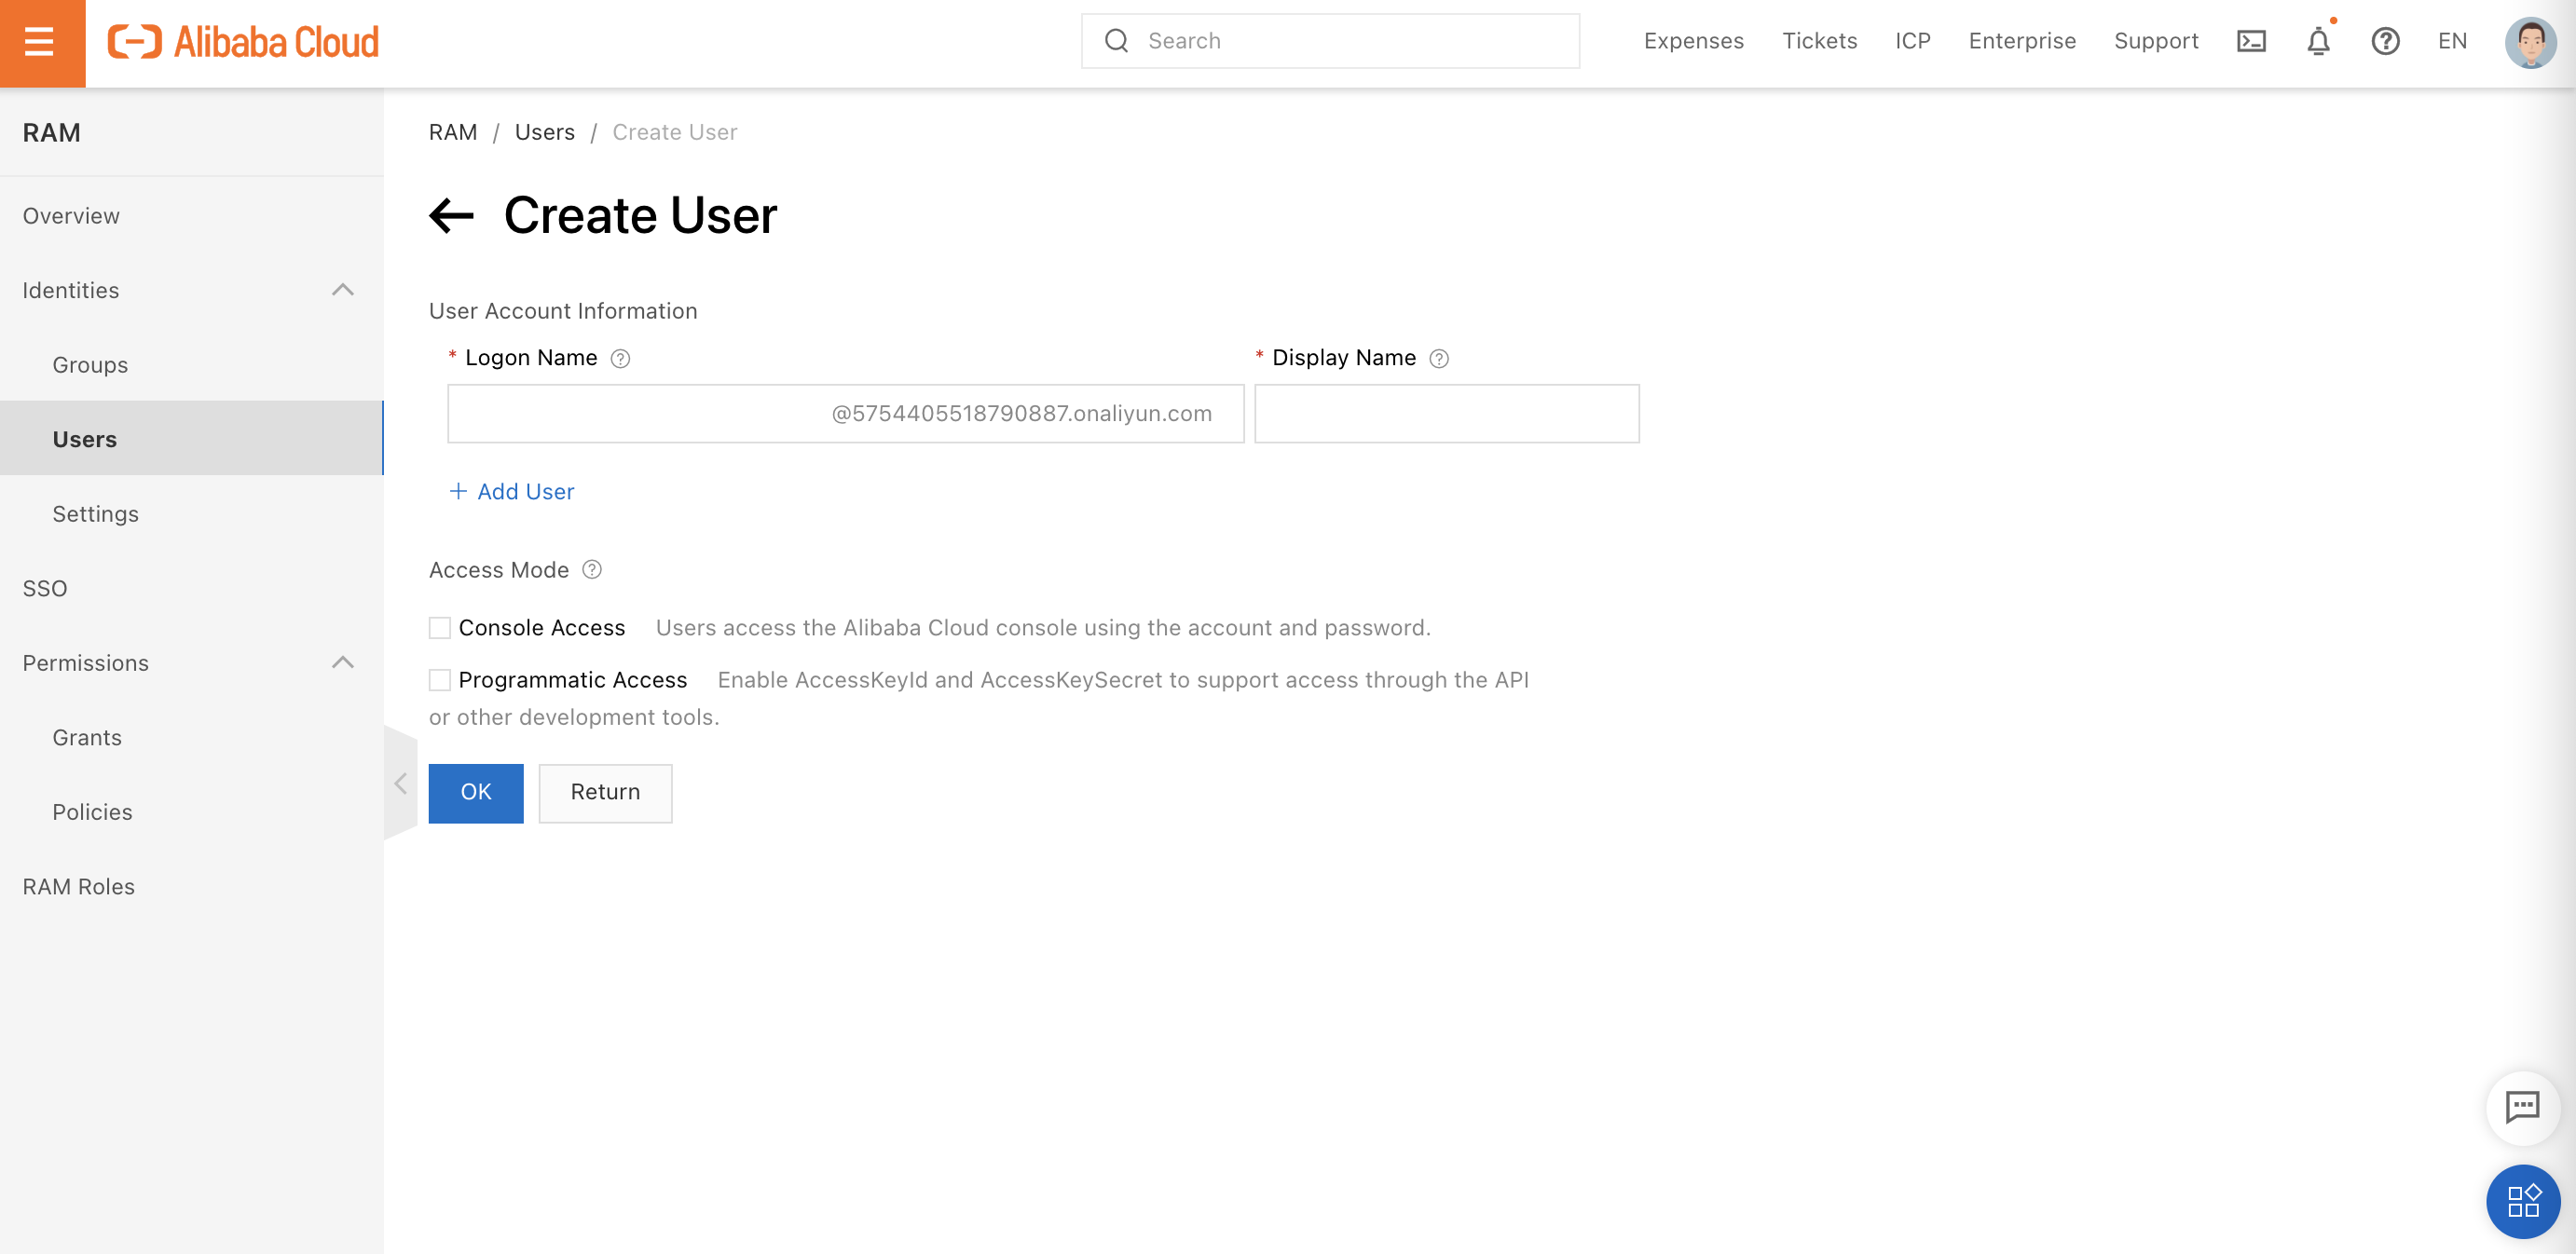 Alibaba Cloud
Search
Expenses
Tickets
ICP
Enterprise
Support
EN
RAM
Overview
Identities
Groups
Users
Settings
SSO
Permissions
Grants
Policies
RAM Roles
RAM / Users / Create User
Create User
User Account Information
* Logon Name
* Display Name
@5754405518790887.onaliyun.com
+ Add User
Access Mode
Console Access Users access the Alibaba Cloud console using the account and password.
Programmatic Access Enable AccessKeyId and AccessKeySecret to support access through the API
or other development tools.
OK
Return